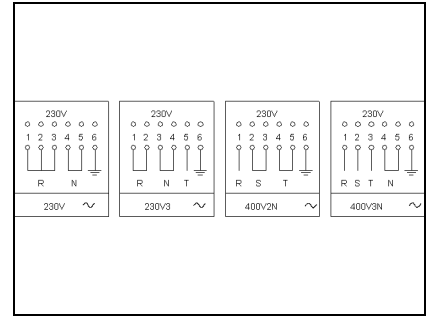 230V
1 2 3 4 5 6
R N
230V
230V
1 2 3 4 5 6
R N T
230V3
230V
1 2 3 4 5 6
R S T
400V2N
230V
1 2 3 4 5 6
R S T N
400V3N